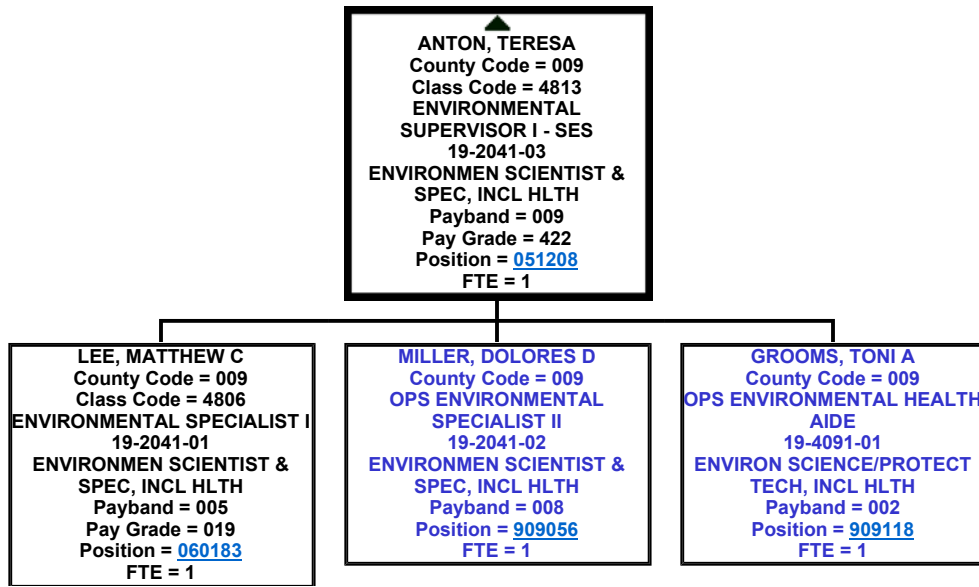 ANTON, TERESA
County Code = 009
Class Code = 4813
ENVIRONMENTAL
SUPERVISOR I - SES
19-2041-03
ENVIRONMEN SCIENTIST &
SPEC, INCL HLTH
Payband = 009
Pay Grade = 422
Position = 051208
FTE = 1
LEE, MATTHEW C
County Code = 009
Class Code = 4806
ENVIRONMENTAL SPECIALIST I
19-2041-01
ENVIRONMEN SCIENTIST &
SPEC, INCL HLTH
Payband = 005
Pay Grade = 019
Position = 060183
FTE = 1
MILLER, DOLORES D
County Code = 009
OPS ENVIRONMENTAL
SPECIALIST II
19-2041-02
ENVIRONMEN SCIENTIST &
SPEC, INCL HLTH
Payband = 008
Position = 909056
FTE = 1
GROOMS, TONI A
County Code = 009
OPS ENVIRONMENTAL HEALTH
AIDE
19-4091-01
ENVIRON SCIENCE/PROTECT
TECH, INCL HLTH
Payband = 002
Position = 909118
FTE = 1